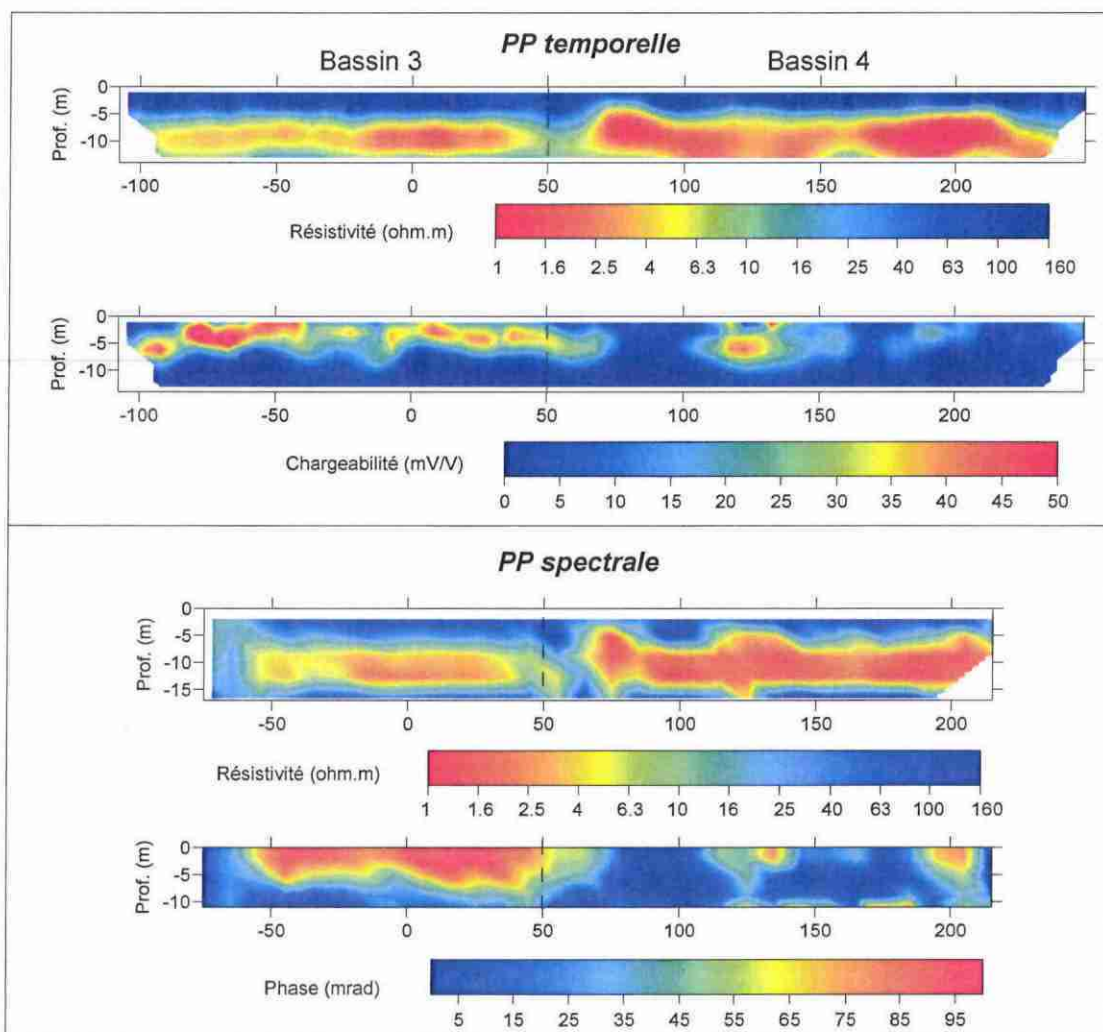 PP temporelle
Bassin 3 Bassin 4
Prof. (m)
0
-5
-10
-100 -50 0 50 100 150 200
Résistivité (ohm.m)
1 1.6 2.5 4 6.3 10 16 25 40 63 100 160
Prof. (m)
0
-5
-10
-100 -50 0 50 100 150 200
Chargeabilité (mV/V)
0 5 10 15 20 25 30 35 40 45 50
PP spectrale
Prof. (m)
0
-5
-10
-15
-50 0 50 100 150 200
Résistivité (ohm.m)
1 1.6 2.5 4 6.3 10 16 25 40 63 100 160
Prof. (m)
0
-5
-10
-50 0 50 100 150 200
Phase (mrad)
5 15 25 35 45 55 65 75 85 95